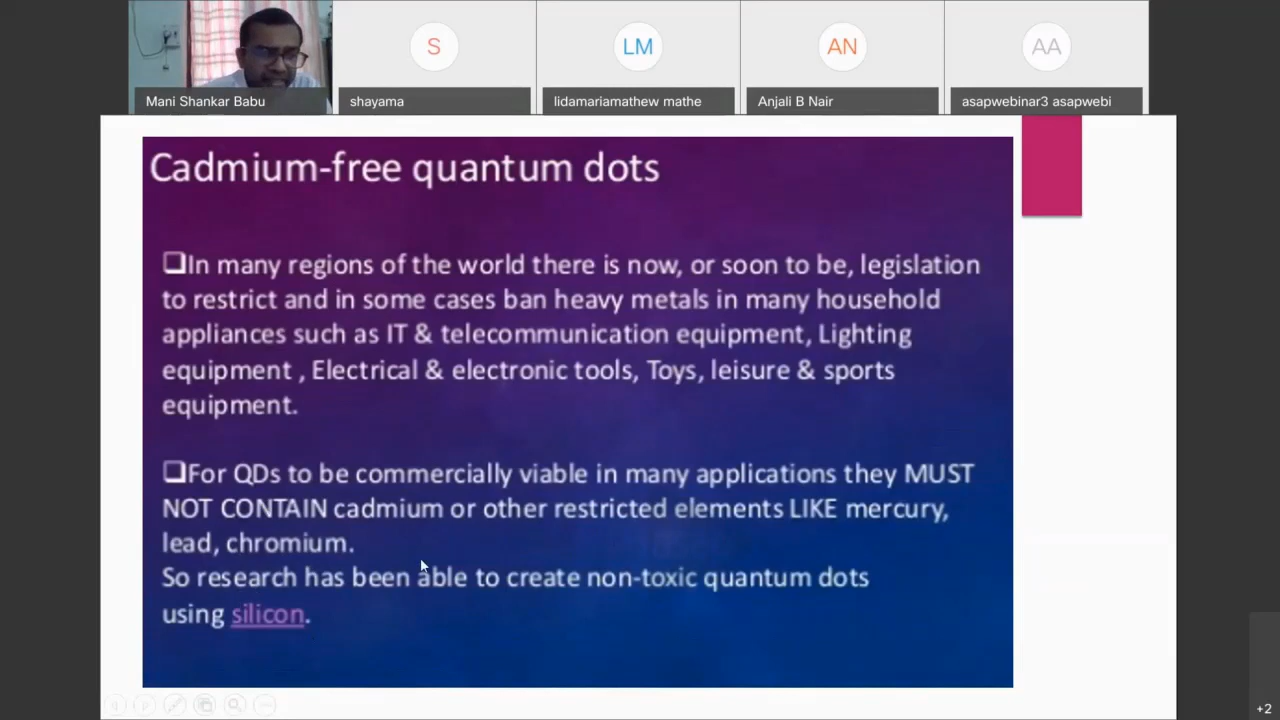 S
LM
AN
AA
Mani Shankar Babu
shayama
lidamariamathew mathe
Anjali B Nair
asapwebinar3 asapwebi
Cadmium-free quantum dots
❑In many regions of the world there is now, or soon to be, legislation
to restrict and in some cases ban heavy metals in many household
appliances such as IT & telecommunication equipment, Lighting
equipment , Electrical & electronic tools, Toys, leisure & sports
equipment.
❑For QDs to be commercially viable in many applications they MUST
NOT CONTAIN cadmium or other restricted elements LIKE mercury,
lead, chromium.
So research has been able to create non-toxic quantum dots
using silicon.
+2